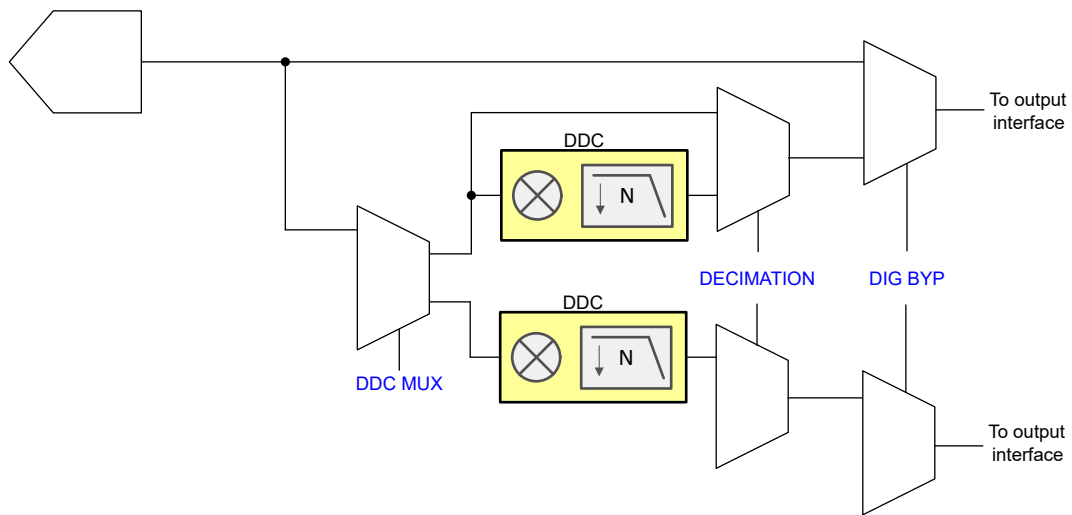 To output
interface
DDC
N
DECIMATION
DIG BYP
DDC
N
DDC MUX
To output
interface